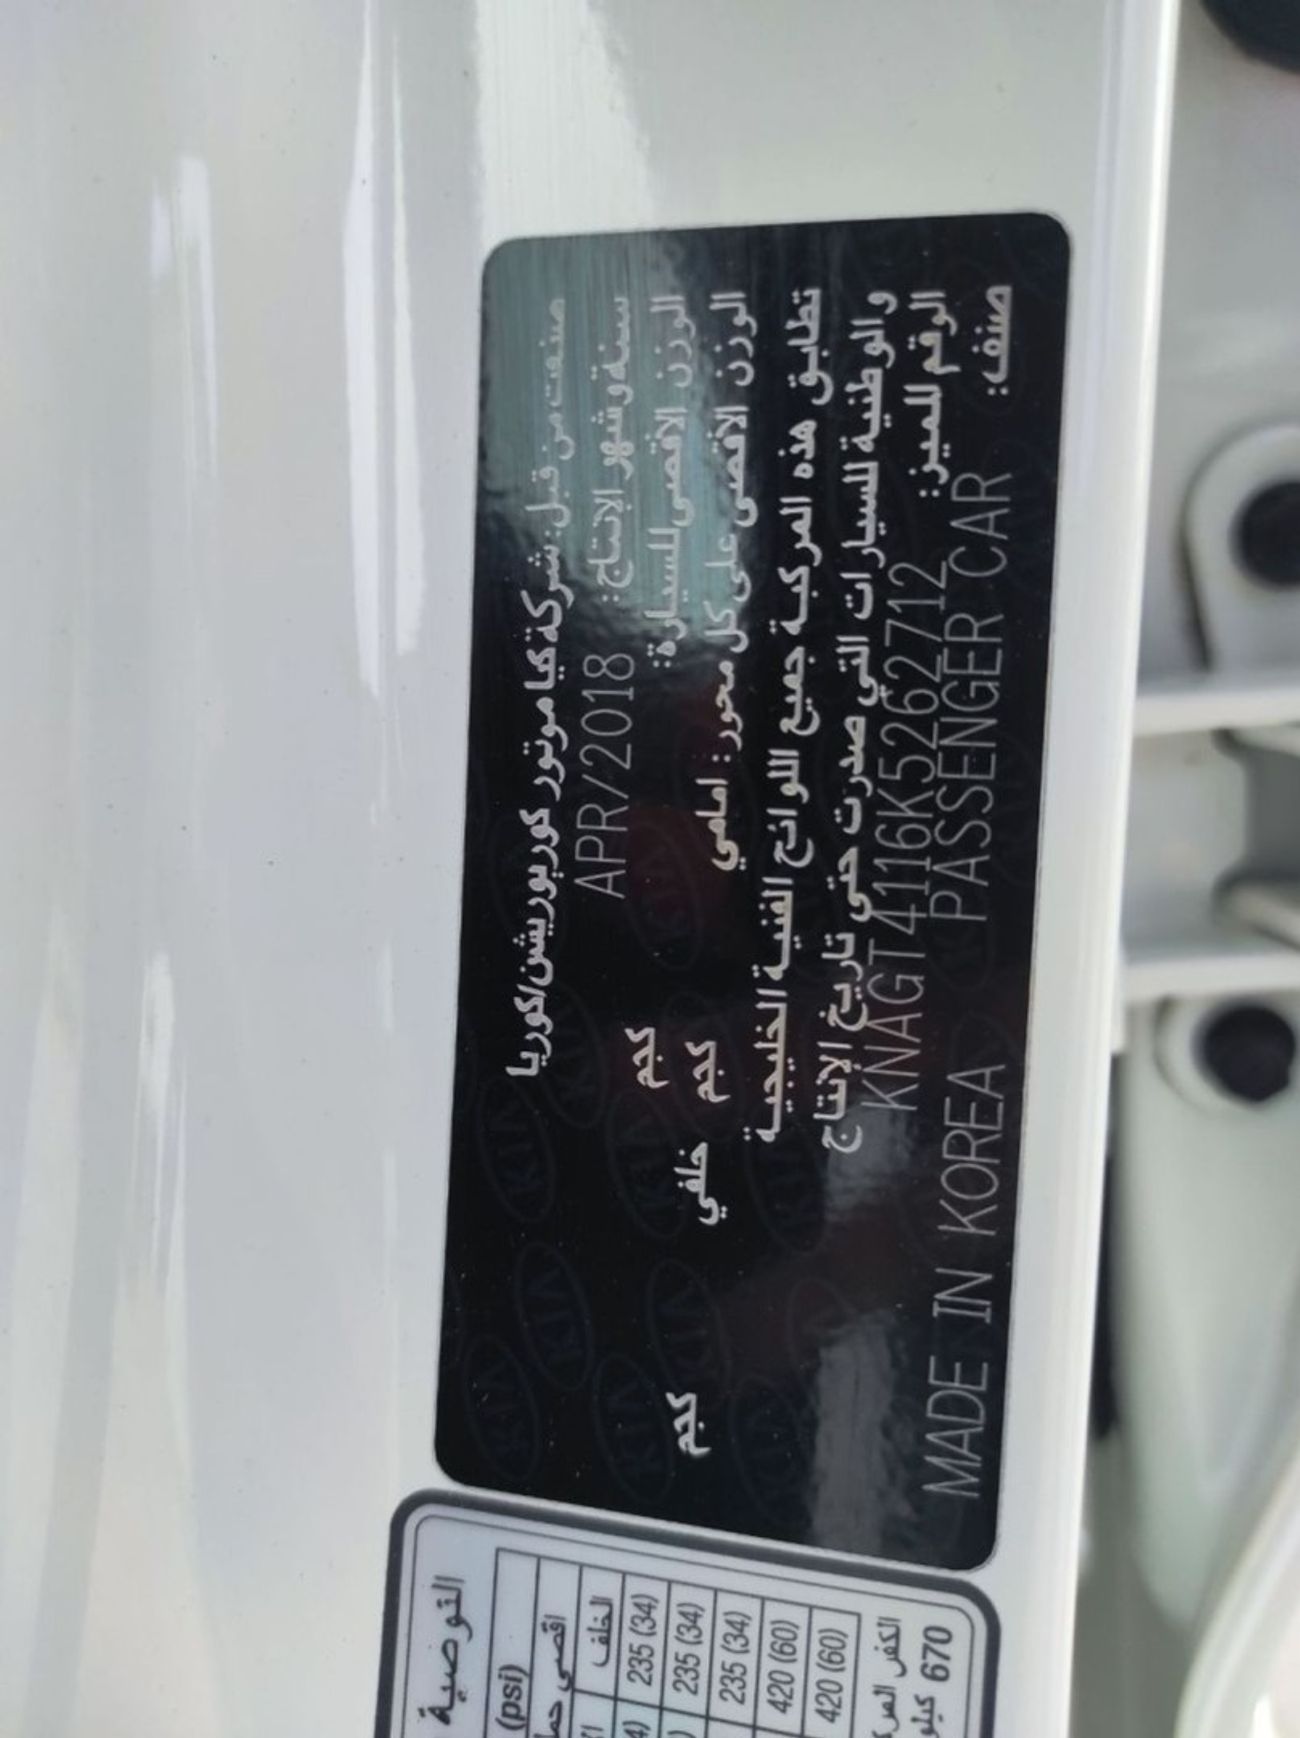 صنعت من قبل: شركة كيا موتور كوربوريشن/كوريا
سنة وشهر الإنتاج: APR/2018
الوزن الاقصى للسيارة: كجم
الوزن الاقصى على كل محور: امامي كجم خلفي كجم
تطابق هذه المركبة جميع اللوائح الفنية الخليجية
والوطنية للسيارات التي صدرت حتى تاريخ الإنتاج
الرقم المميز: KNAGT4116K5262712
صنف: PASSENGER CAR MADE IN KOREA
التوصية
(psi)
اقصى
الخلف
235 (34)
235 (34)
235 (34)
420 (60)
420 (60)
670